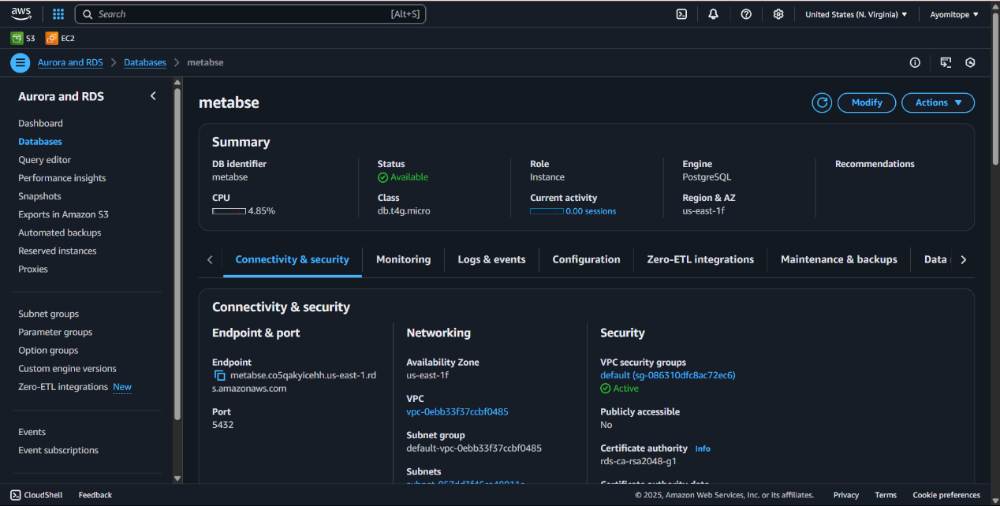 aws
Search [Alt+S]
United States (N. Virginia) ▼
Ayomitope ▼
S3
EC2
Aurora and RDS > Databases > metabse
Aurora and RDS
Dashboard
Databases
Query editor
Performance insights
Snapshots
Exports in Amazon S3
Automated backups
Reserved instances
Proxies
Subnet groups
Parameter groups
Option groups
Custom engine versions
Zero-ETL integrations New
Events
Event subscriptions
metabse
Modify
Actions ▼
Summary
DB identifier
metabse
CPU
4.85%
Status
Available
Class
db.t4g.micro
Role
Instance
Current activity
0.00 sessions
Engine
PostgreSQL
Region & AZ
us-east-1f
Recommendations
Connectivity & security
Monitoring
Logs & events
Configuration
Zero-ETL integrations
Maintenance & backups
Data
Connectivity & security
Endpoint & port
Endpoint
metabse.co5qakyicehh.us-east-1.rd
s.amazonaws.com
Port
5432
Networking
Availability Zone
us-east-1f
VPC
vpc-0ebb33f37ccbf0485
Subnet group
default-vpc-0ebb33f37ccbf0485
Subnets
Security
VPC security groups
default (sg-086310dfc8ac72ec6)
Active
Publicly accessible
No
Certificate authority Info
rds-ca-rsa2048-g1
Certificate authority date
CloudShell
Feedback
© 2025, Amazon Web Services, Inc. or its affiliates.
Privacy
Terms
Cookie preferences